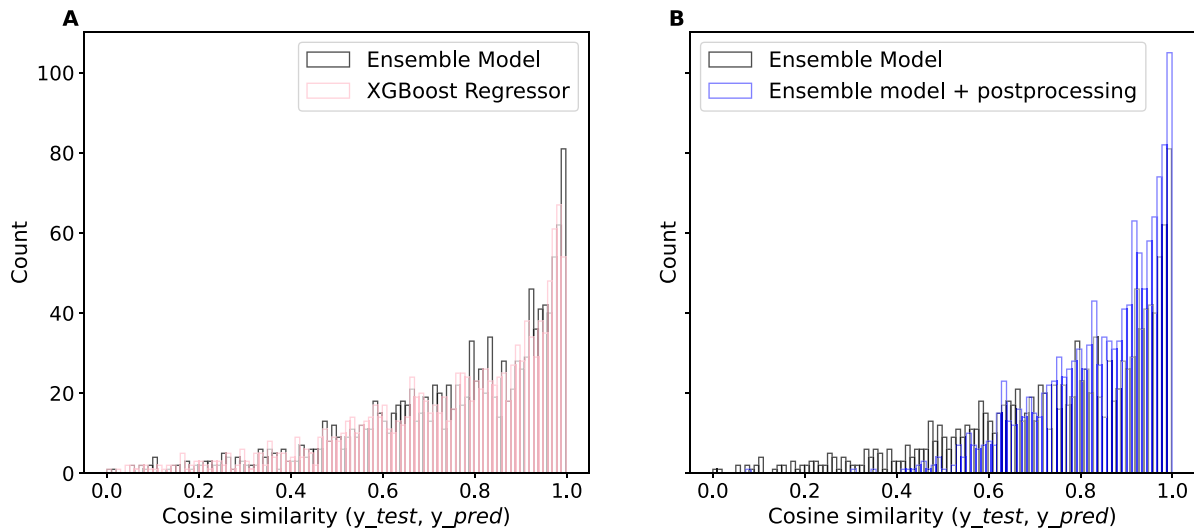 A
Ensemble Model
XGBoost Regressor
100
80
60
40
20
0
Count
0.0 0.2 0.4 0.6 0.8 1.0
Cosine similarity (y_test, y_pred)
B
Ensemble Model
Ensemble model + postprocessing
Count
0.0 0.2 0.4 0.6 0.8 1.0
Cosine similarity (y_test, y_pred)